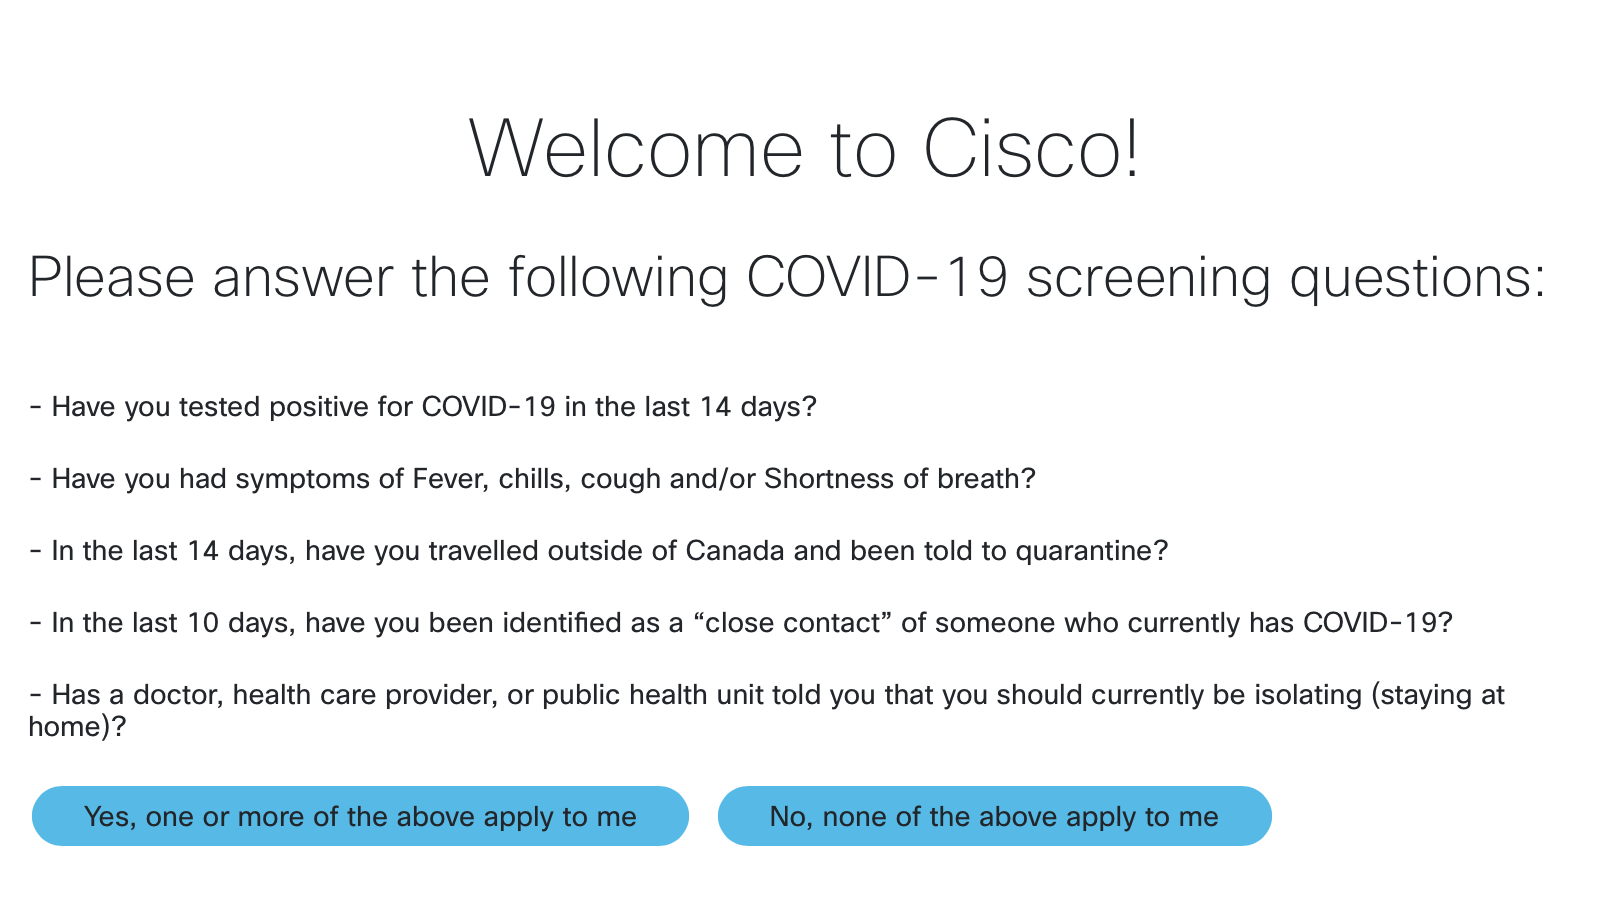 Welcome to Cisco!
Please answer the following COVID-19 screening questions:
- Have you tested positive for COVID-19 in the last 14 days?
- Have you had symptoms of Fever, chills, cough and/or Shortness of breath?
- In the last 14 days, have you travelled outside of Canada and been told to quarantine?
- In the last 10 days, have you been identified as a “close contact” of someone who currently has COVID-19?
- Has a doctor, health care provider, or public health unit told you that you should currently be isolating (staying at
home)?
Yes, one or more of the above apply to me
No, none of the above apply to me